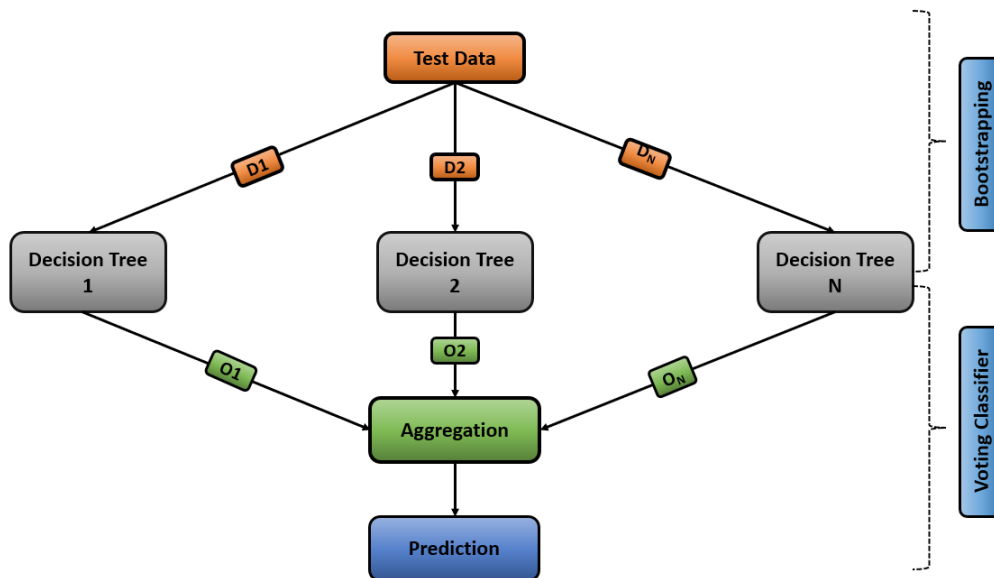 Test Data
D1
D2
DN
Bootstrapping
Decision Tree
1
Decision Tree
2
Decision Tree
N
O1
O2
ON
Aggregation
Voting Classifier
Prediction